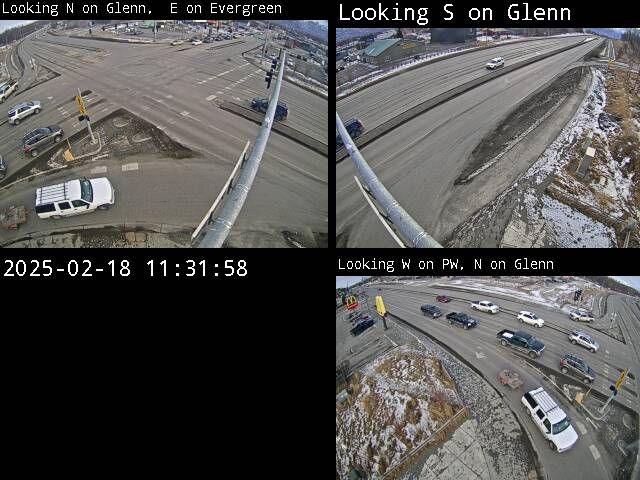 Looking N on Glenn,  E on Evergreen
Looking S on Glenn
2025-02-18 11:31:58
Looking W on PW, N on Glenn